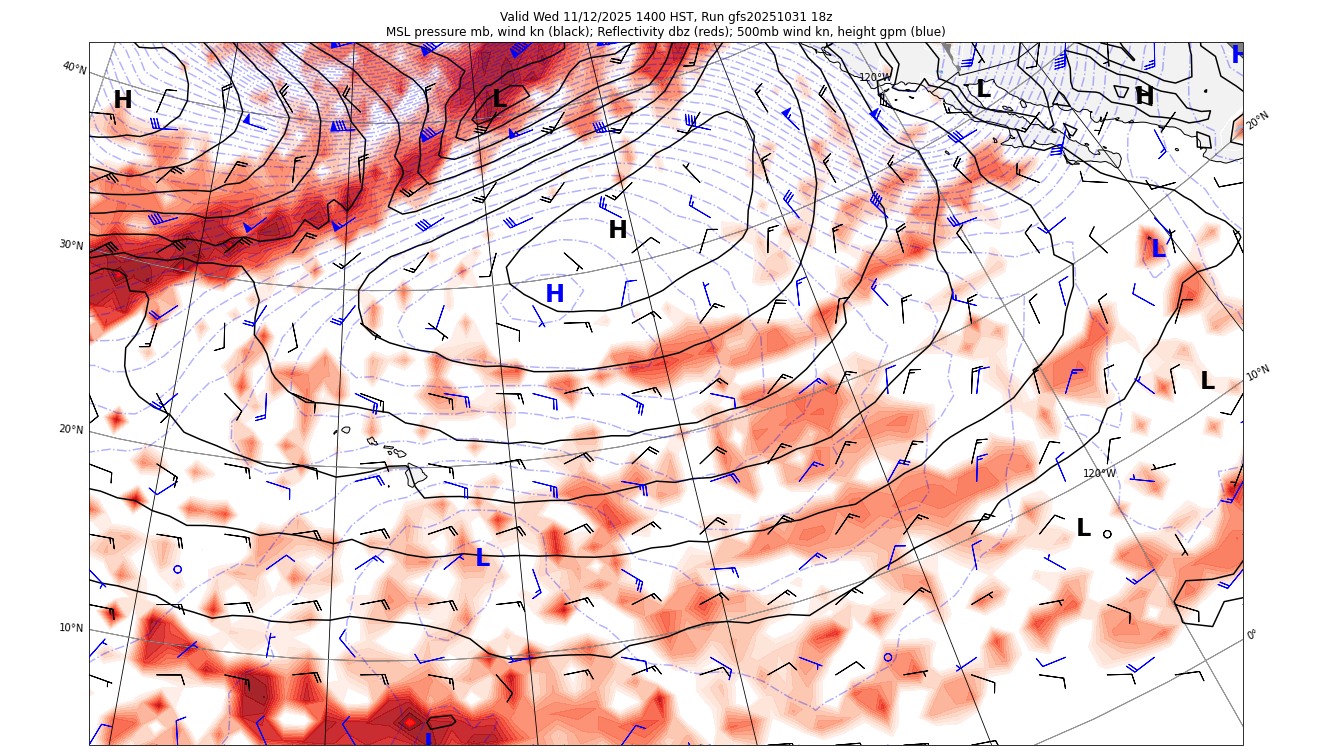 Valid Wed 11/12/2025 1400 HST, Run gfs20251031 18z
MSL pressure mb, wind kn (black); Reflectivity dbz (reds); 500mb wind kn, height gpm (blue)
40°N
120°W
H
L
L
H
H
20°N
30°N
H
L
H
10°N
L
20°N
120°W
L
L
10°N
0°
L